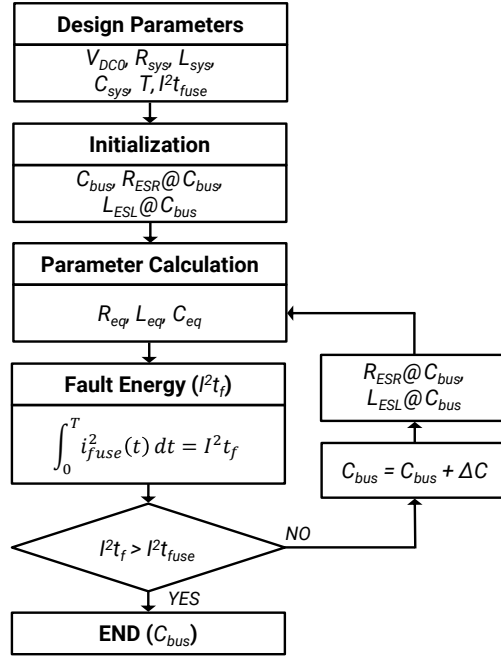 Design Parameters
V_DC0, R_sys, L_sys,
C_sys, T, I²t_fuse
Initialization
C_bus, R_ESR@C_bus,
L_ESL@C_bus
Parameter Calculation
R_eq, L_eq, C_eq
Fault Energy (I²t_f)
∫₀ᵀ i²_fuse(t) dt = I²t_f
I²t_f > I²t_fuse
NO
YES
END (C_bus)
C_bus = C_bus + ΔC
R_ESR@C_bus,
L_ESL@C_bus